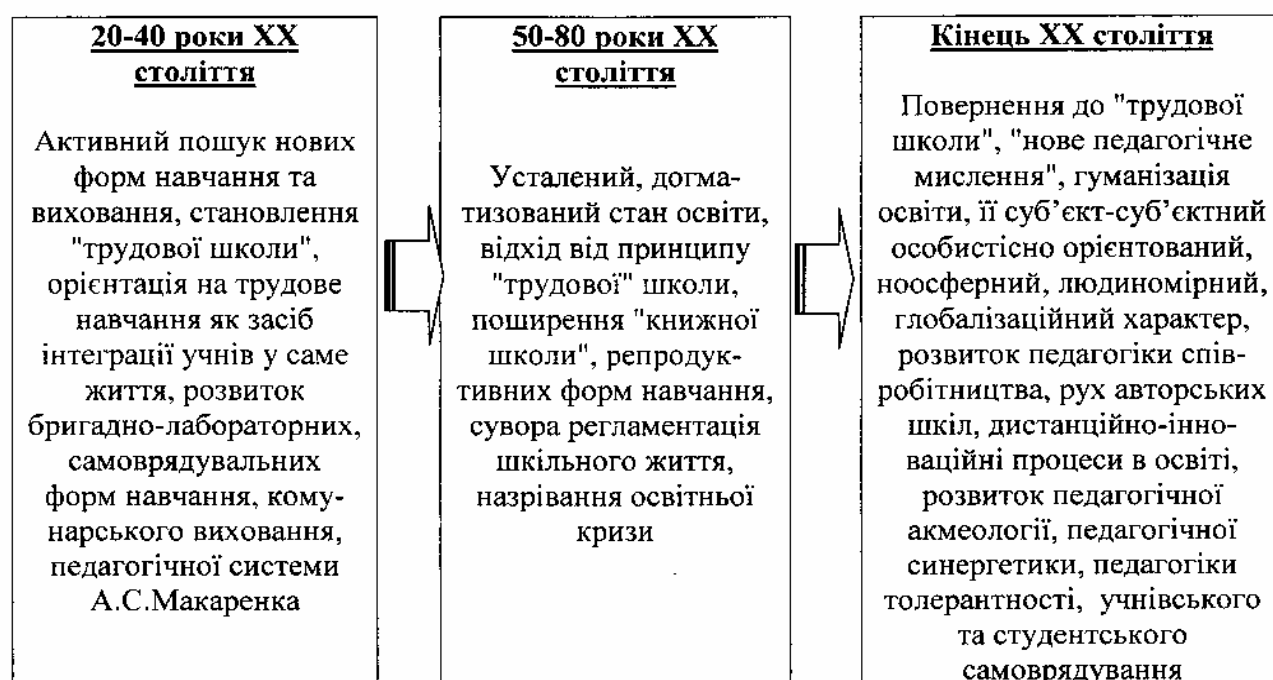 20-40 роки ХХ
століття
Активний пошук нових
форм навчання та
виховання, становлення
"трудової школи",
орієнтація на трудове
навчання як засіб
інтеграції учнів у саме
життя, розвиток
бригадно-лабораторних,
самоврядувальних
форм навчання, кому-
нарського виховання,
педагогічної системи
А.С.Макаренка
50-80 роки ХХ
століття
Усталений, догма-
тизований стан освіти,
відхід від принципу
"трудової" школи,
поширення "книжної
школи", репродук-
тивних форм навчання,
сувора регламентація
шкільного життя,
назрівання освітньої
кризи
Кінець ХХ століття
Повернення до "трудової
школи", "нове педагогічне
мислення", гуманізація
освіти, її суб’єкт-суб’єктний
особистісно орієнтований,
ноосферний, людиномірний,
глобалізаційний характер,
розвиток педагогіки спів-
робітництва, рух авторських
шкіл, дистанційно-інно-
ваційні процеси в освіті,
розвиток педагогічної
акмеології, педагогічної
синергетики, педагогіки
толерантності, учнівського
та студентського
самоврядування